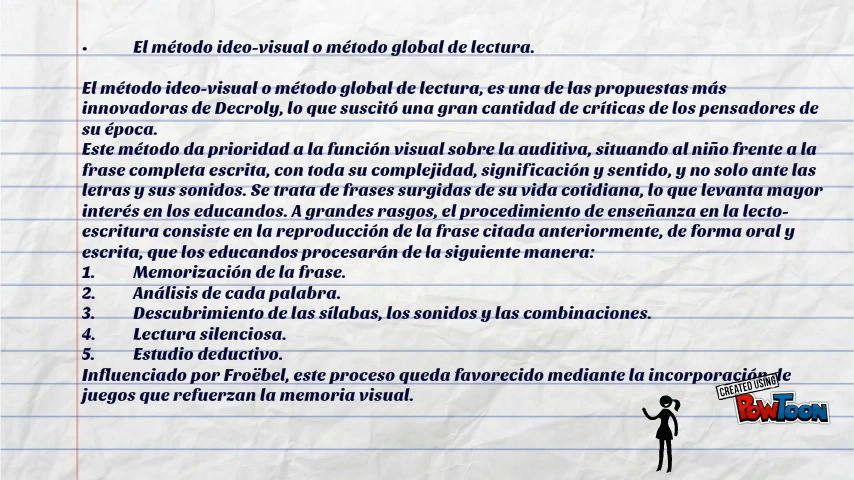 • El método ideo-visual o método global de lectura.
El método ideo-visual o método global de lectura, es una de las propuestas más
innovadoras de Decroly, lo que suscitó una gran cantidad de críticas de los pensadores de
su época.
Este método da prioridad a la función visual sobre la auditiva, situando al niño frente a la
frase completa escrita, con toda su complejidad, significación y sentido, y no solo ante las
letras y sus sonidos. Se trata de frases surgidas de su vida cotidiana, lo que levanta mayor
interés en los educandos. A grandes rasgos, el procedimiento de enseñanza en la lecto-
escritura consiste en la reproducción de la frase citada anteriormente, de forma oral y
escrita, que los educandos procesarán de la siguiente manera:
1. Memorización de la frase.
2. Análisis de cada palabra.
3. Descubrimiento de las sílabas, los sonidos y las combinaciones.
4. Lectura silenciosa.
5. Estudio deductivo.
Influenciado por Froëbel, este proceso queda favorecido mediante la incorporación de
juegos que refuerzan la memoria visual.
CREATED USING
POWTOON